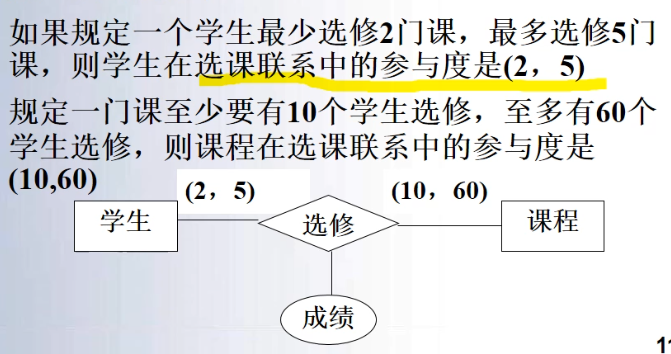 如果规定一个学生最少选修2门课，最多选修5门
课，则学生在选课联系中的参与度是(2，5)
规定一门课至少要有10个学生选修，至多有60个
学生选修，则课程在选课联系中的参与度是
(10,60)
(2，5)
(10，60)
学生
选修
课程
成绩